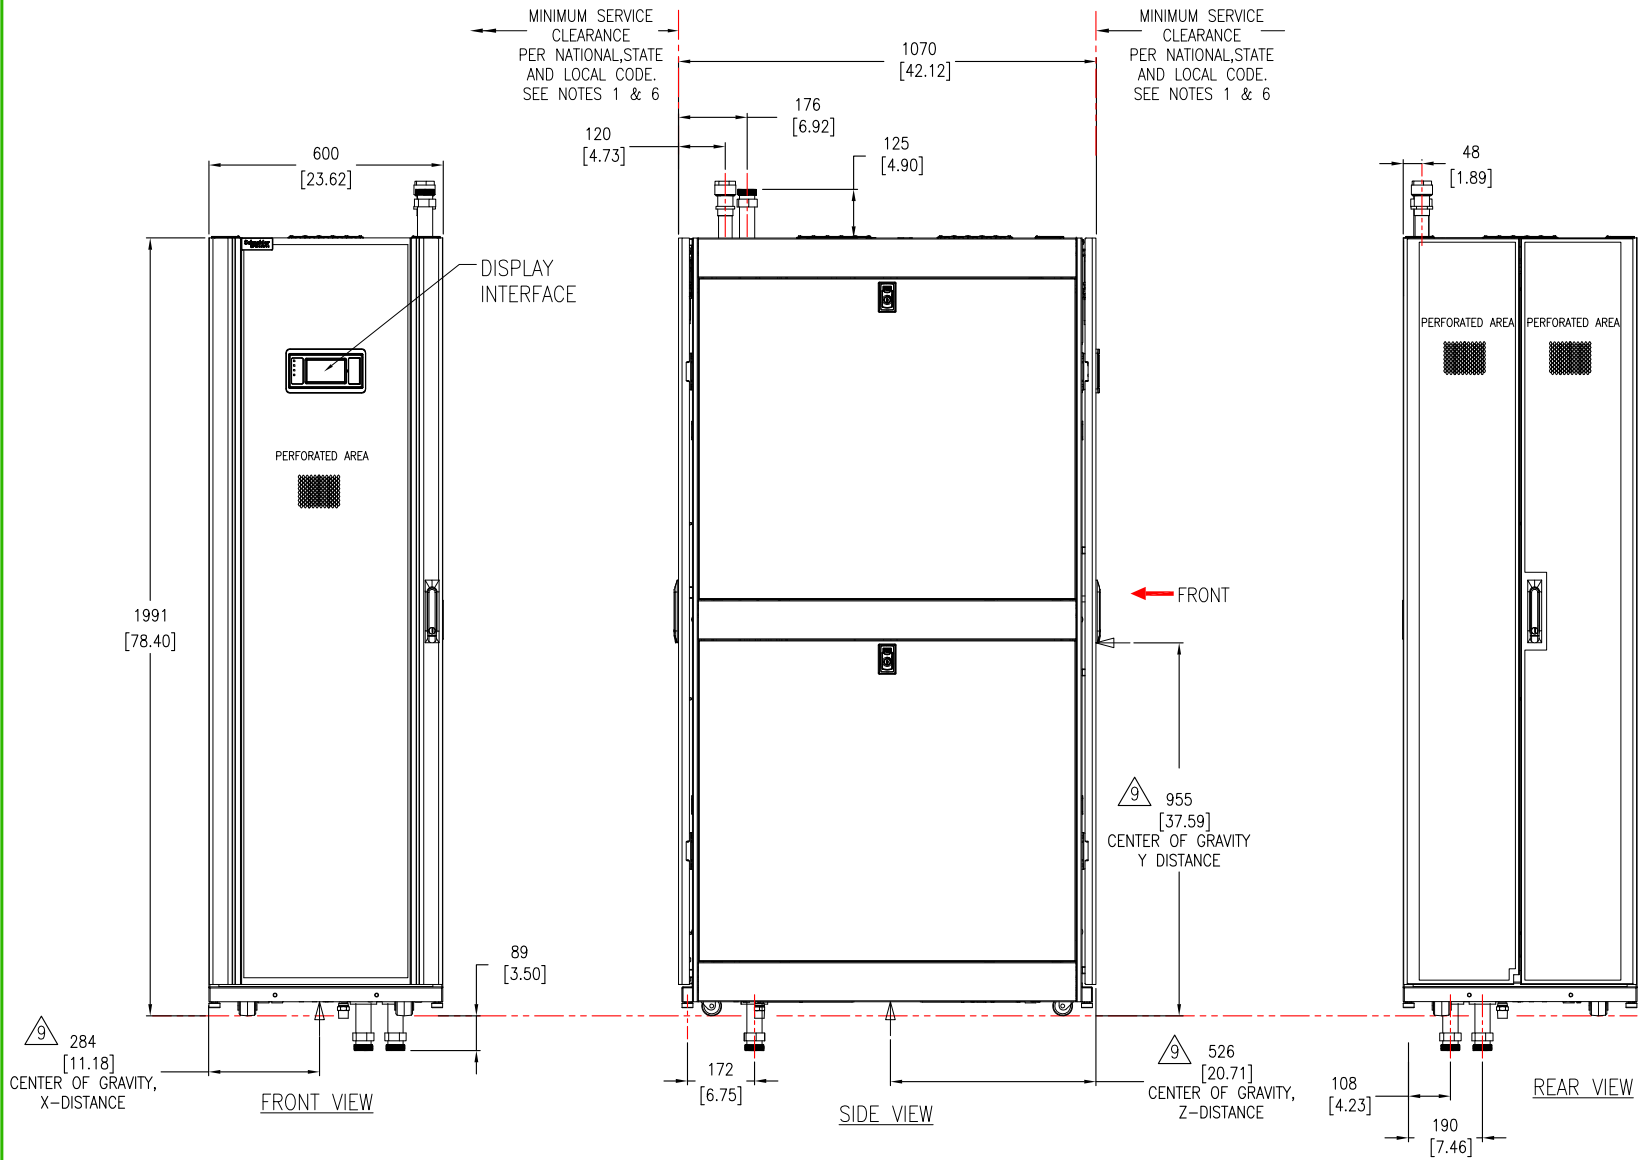 MINIMUM SERVICE
CLEARANCE
PER NATIONAL,STATE
AND LOCAL CODE.
SEE NOTES 1 & 6
1070
[42.12]
MINIMUM SERVICE
CLEARANCE
PER NATIONAL,STATE
AND LOCAL CODE.
SEE NOTES 1 & 6
176
[6.92]
120
[4.73]
125
[4.90]
600
[23.62]
48
[1.89]
DISPLAY
INTERFACE
PERFORATED AREA
PERFORATED AREA
PERFORATED AREA
1991
[78.40]
FRONT
9
955
[37.59]
CENTER OF GRAVITY
Y DISTANCE
89
[3.50]
9
284
[11.18]
CENTER OF GRAVITY,
X-DISTANCE
FRONT VIEW
172
[6.75]
SIDE VIEW
9
526
[20.71]
CENTER OF GRAVITY,
Z-DISTANCE
108
[4.23]
190
[7.46]
REAR VIEW